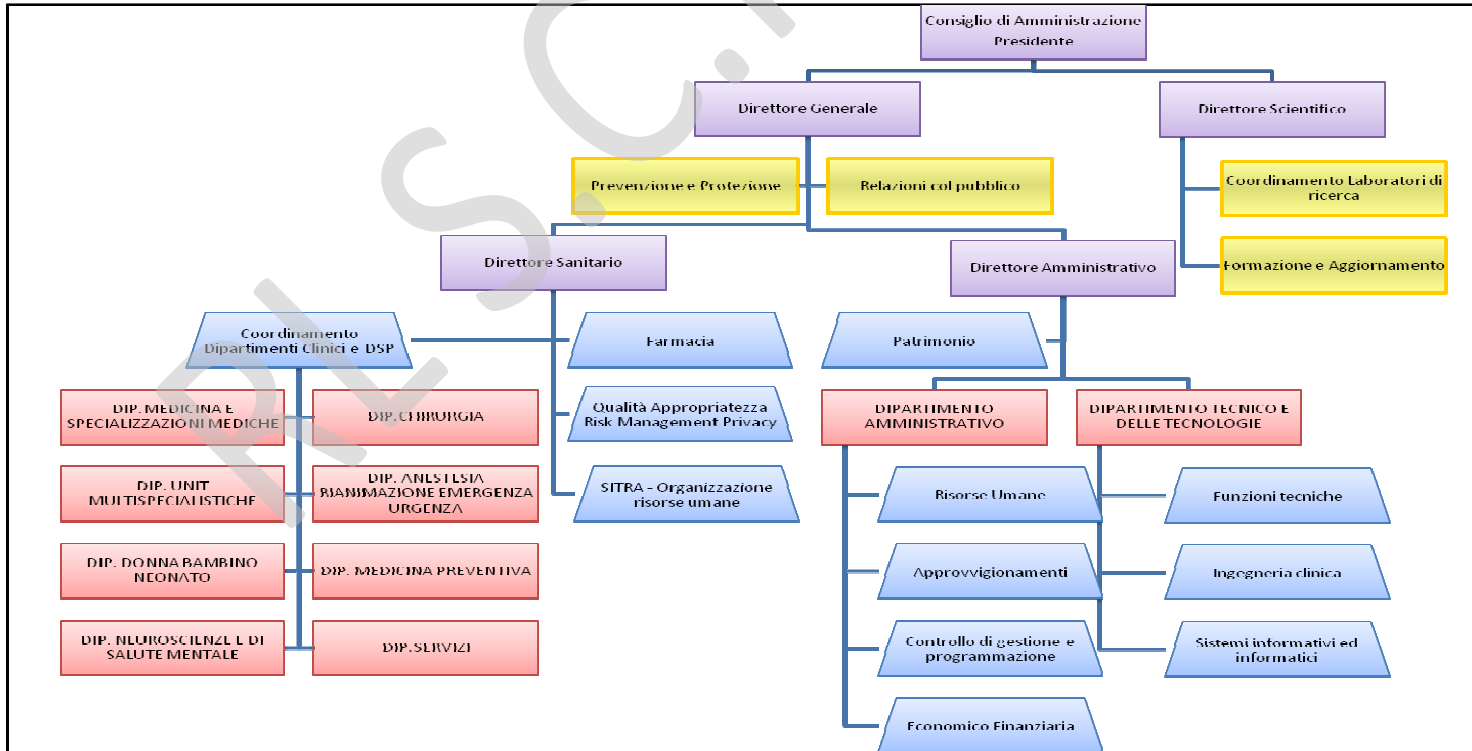 Consiglio di Amministrazione
Presidente
Direttore Generale
Direttore Scientifico
Prevenzione e Protezione
Relazioni col pubblico
Coordinamento Laboratori di
ricerca
Direttore Sanitario
Direttore Amministrativo
Formazione e Aggiornamento
Coordinamento
Dipartimenti Clinici e DSP
Farmacia
Patrimonio
DIP. MEDICINA E
SPECIALIZZAZIONI MEDICHE
DIP. CHIRURGIA
Qualità Appropriatezza
Risk Management Privacy
DIPARTIMENTO
AMMINISTRATIVO
DIPARTIMENTO TECNICO E
DELLE TECNOLOGIE
DIP. UNIT
MULTISPECIALISTICHE
DIP. ANESTESIA
RIANIMAZIONE EMERGENZA
URGENZA
SITRA - Organizzazione
risorse umane
Risorse Umane
Funzioni tecniche
DIP. DONNA BAMBINO
NEONATO
DIP. MEDICINA PREVENTIVA
Approvvigionamenti
Ingegneria clinica
DIP. NEUROSCIENZE E DI
SALUTE MENTALE
DIP. SERVIZI
Controllo di gestione e
programmazione
Sistemi informativi ed
informatici
Economico Finanziaria